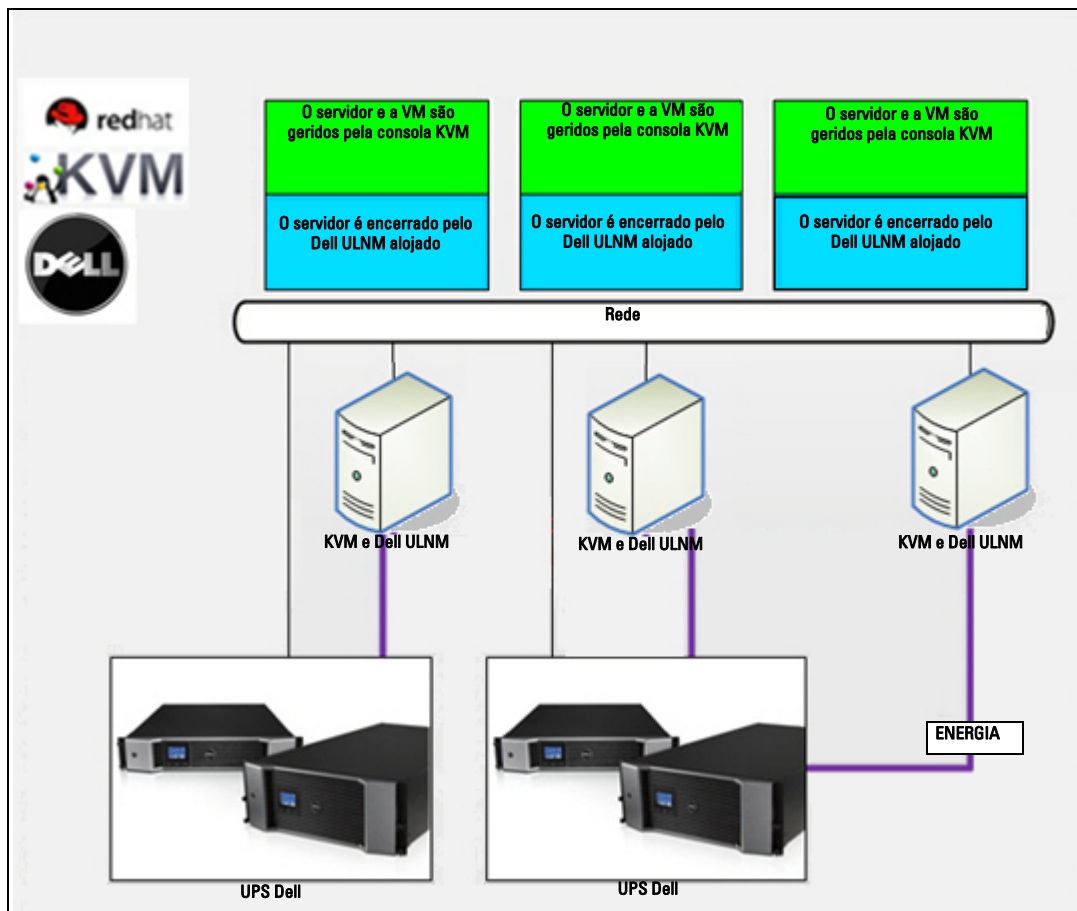 redhat
KVM
DELL
O servidor e a VM são
geridos pela consola KVM
O servidor e a VM são
geridos pela consola KVM
O servidor e a VM são
geridos pela consola KVM
O servidor é encerrado pelo
Dell ULNM alojado
O servidor é encerrado pelo
Dell ULNM alojado
O servidor é encerrado pelo
Dell ULNM alojado
Rede
KVM e Dell ULNM
KVM e Dell ULNM
KVM e Dell ULNM
ENERGIA
UPS Dell
UPS Dell